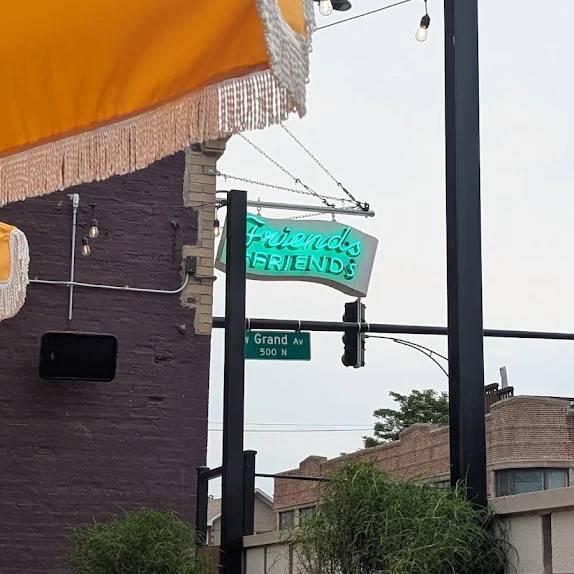 Friends
FRIENDS
W Grand Av
500 N